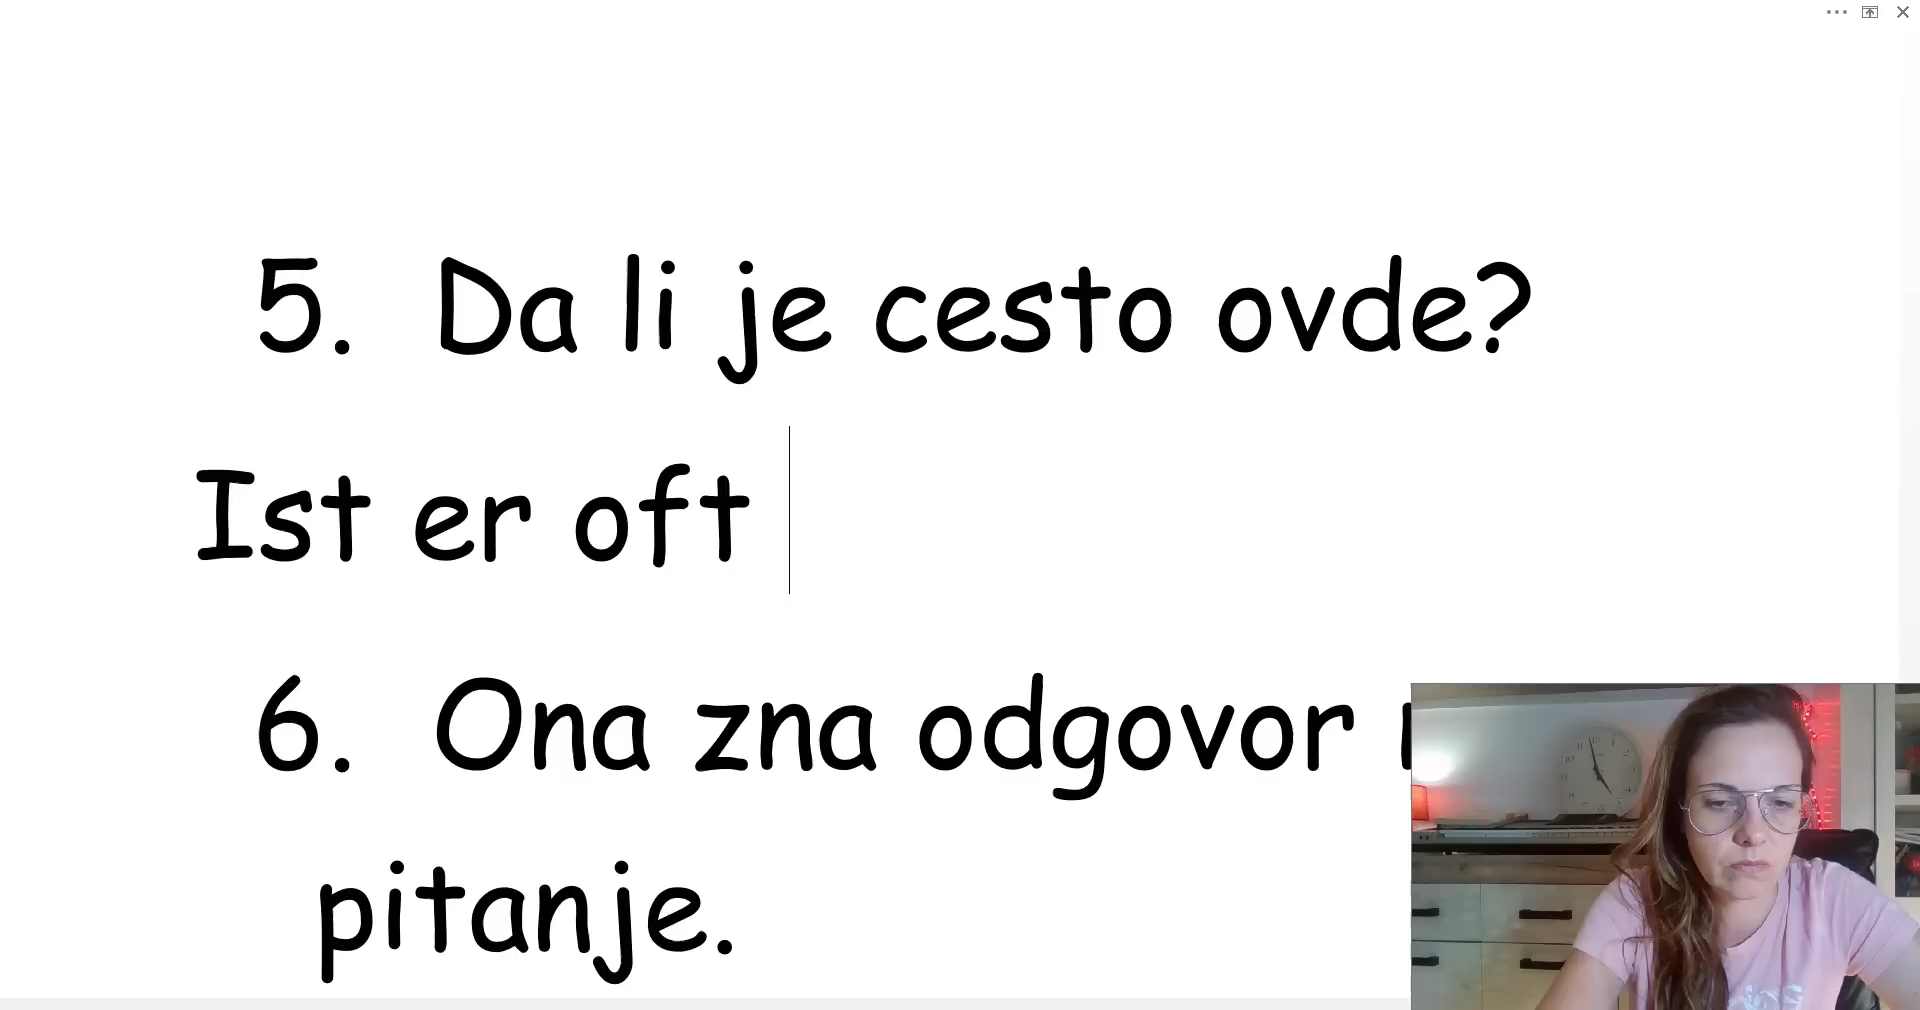 5. Da li je cesto ovde?
Ist er oft
6. Ona zna odgovor
pitanje.